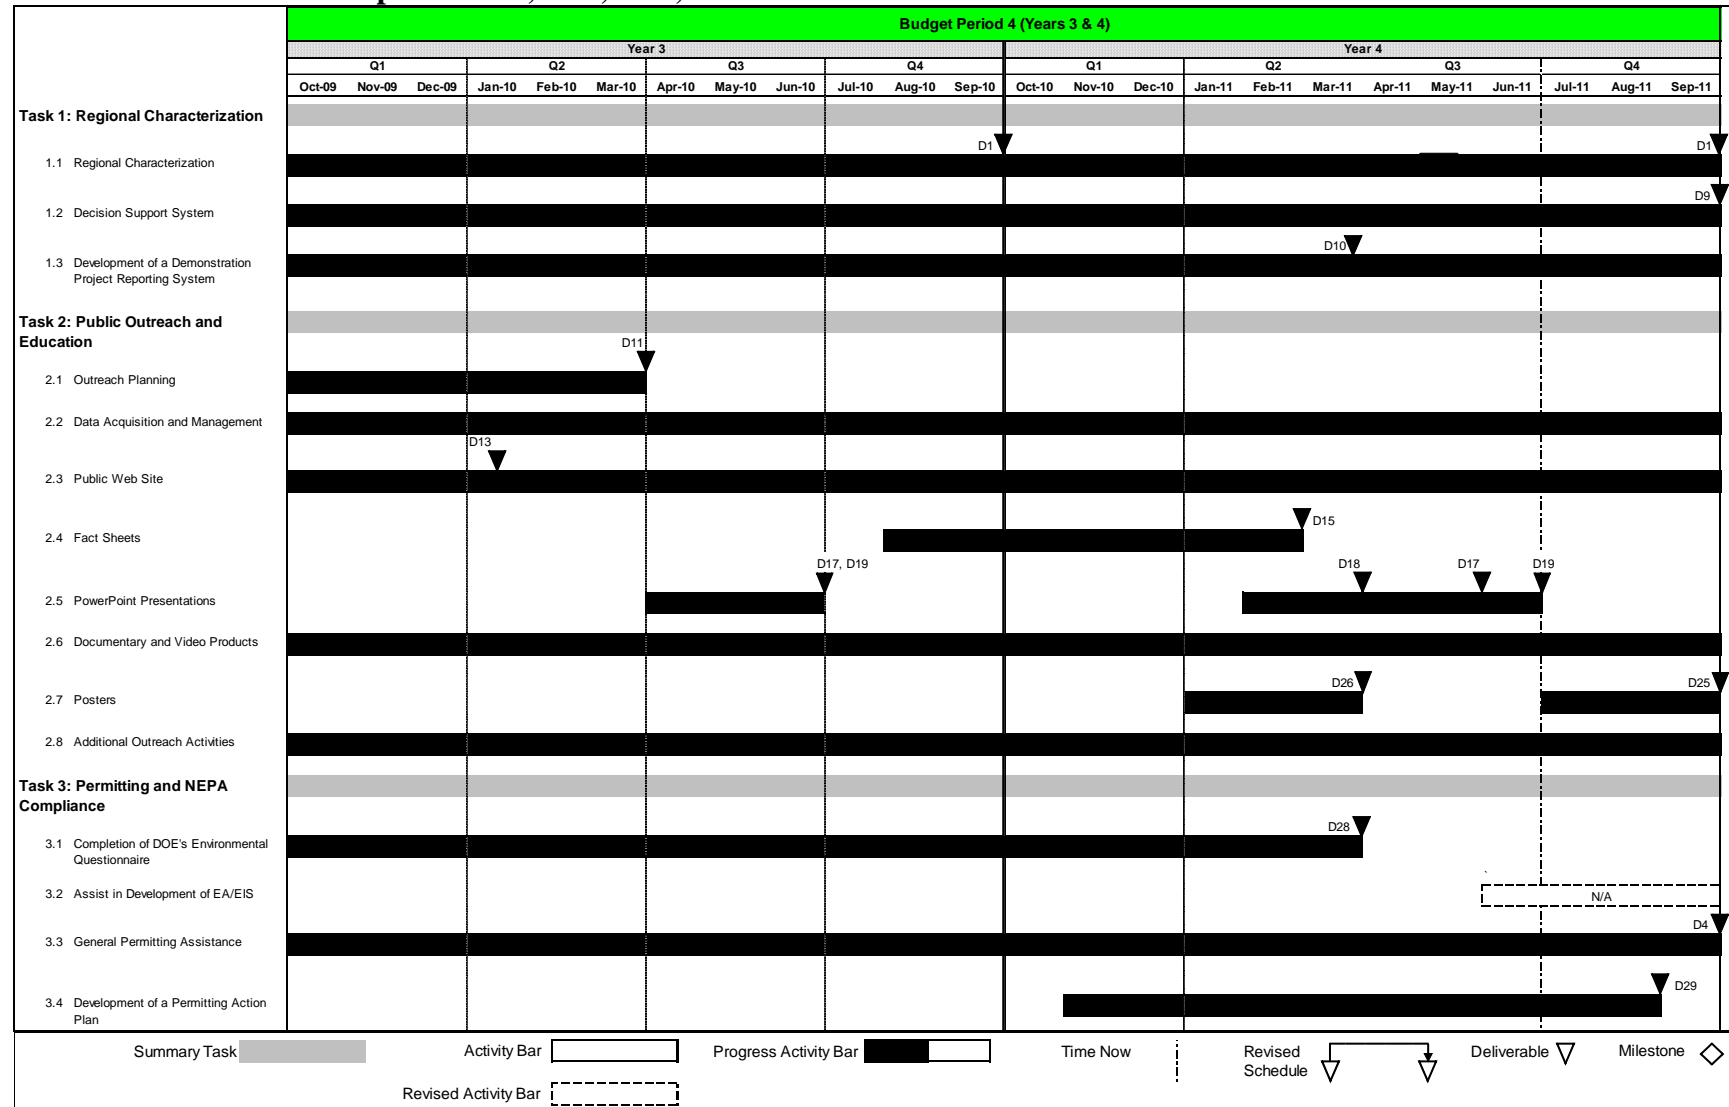 Budget Period 4 (Years 3 & 4)
Year 3 Year 4
Q1 Q2 Q3 Q4 Q1 Q2 Q3 Q4
Oct-09 Nov-09 Dec-09 Jan-10 Feb-10 Mar-10 Apr-10 May-10 Jun-10 Jul-10 Aug-10 Sep-10 Oct-10 Nov-10 Dec-10 Jan-11 Feb-11 Mar-11 Apr-11 May-11 Jun-11 Jul-11 Aug-11 Sep-11
Task 1: Regional Characterization
D1 D1
1.1 Regional Characterization
D9
1.2 Decision Support System
D10
1.3 Development of a Demonstration
Project Reporting System
Task 2: Public Outreach and
Education
D11
2.1 Outreach Planning
2.2 Data Acquisition and Management
D13
2.3 Public Web Site
D15
2.4 Fact Sheets
D17, D19 D18 D17 D19
2.5 PowerPoint Presentations
2.6 Documentary and Video Products
D26 D25
2.7 Posters
2.8 Additional Outreach Activities
Task 3: Permitting and NEPA
Compliance
D28
3.1 Completion of DOE's Environmental
Questionnaire
`
3.2 Assist in Development of EA/EIS
N/A
D4
3.3 General Permitting Assistance
D29
3.4 Development of a Permitting Action
Plan
Summary Task Activity Bar Progress Activity Bar Time Now Revised Deliverable Milestone
Schedule
Revised Activity Bar